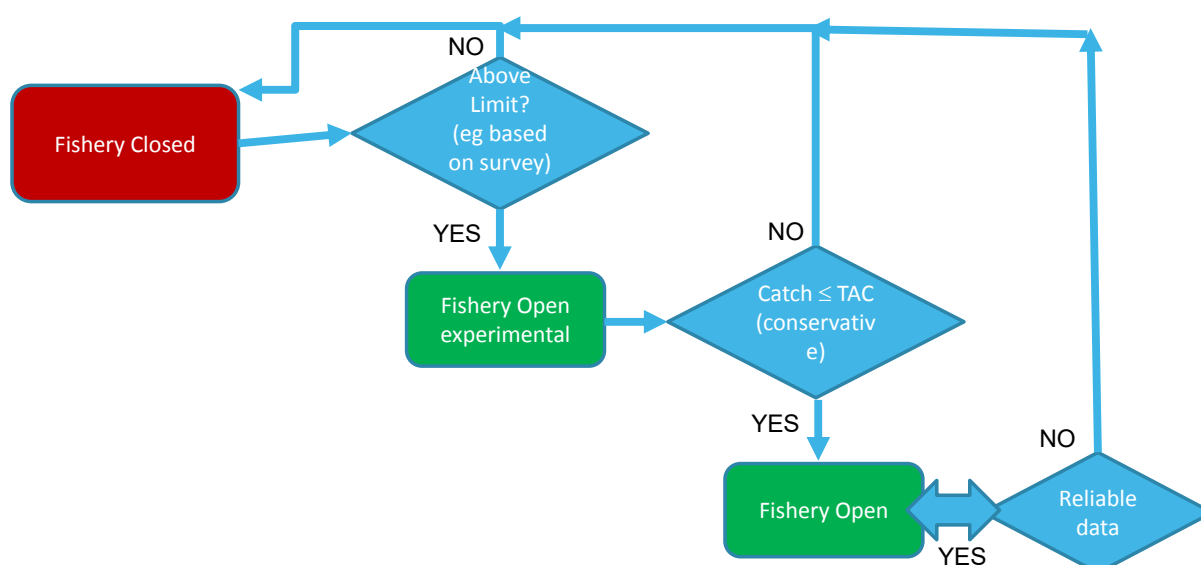 NO
Above
Limit?
(eg based
on survey)
Fishery Closed
YES
NO
Fishery Open
experimental
Catch ≤ TAC
(conservativ
e)
YES
NO
Fishery Open
Reliable
data
YES